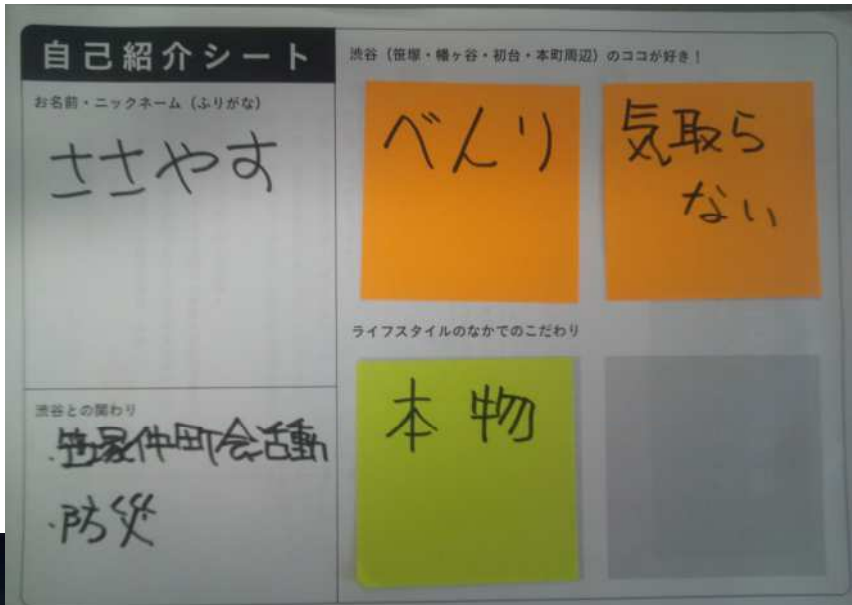 自己紹介シート
お名前・ニックネーム（ふりがな）
ささやす
渋谷との関わり
・笹塚仲町会活動
・防災
渋谷（笹塚・幡ヶ谷・初台・本町周辺）のココが好き！
べんり
気取ら
ない
ライフスタイルのなかでのこだわり
本物